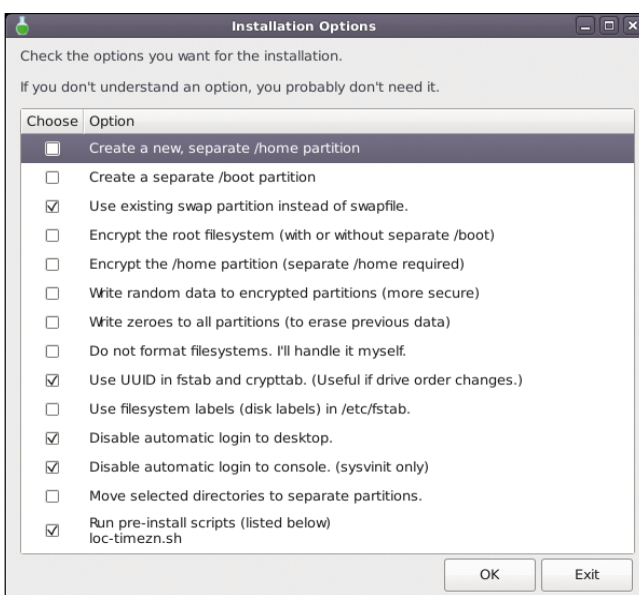 Installation Options
Check the options you want for the installation.
If you don't understand an option, you probably don't need it.
Choose Option
Create a new, separate /home partition
Create a separate /boot partition
Use existing swap partition instead of swapfile.
Encrypt the root filesystem (with or without separate /boot)
Encrypt the /home partition (separate /home required)
Write random data to encrypted partitions (more secure)
Write zeroes to all partitions (to erase previous data)
Do not format filesystems. I'll handle it myself.
Use UUID in fstab and crypttab. (Useful if drive order changes.)
Use filesystem labels (disk labels) in /etc/fstab.
Disable automatic login to desktop.
Disable automatic login to console. (sysvinit only)
Move selected directories to separate partitions.
Run pre-install scripts (listed below)
loc-timezn.sh
OK Exit